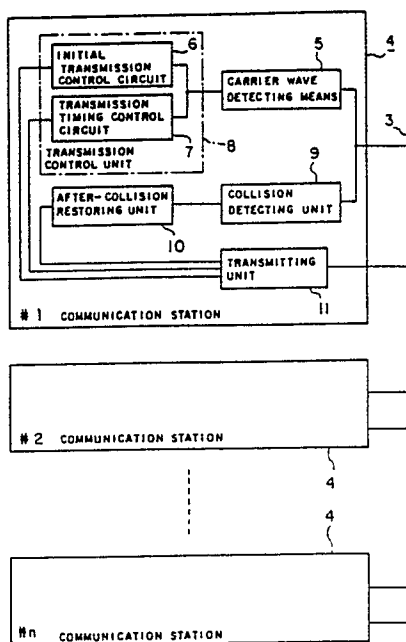 6
INITIAL
TRANSMISSION
CONTROL CIRCUIT
5
4
CARRIER WAVE
DETECTING MEANS
3
TRANSMISSION
TIMING CONTROL
CIRCUIT
7
8
TRANSMISSION
CONTROL UNIT
9
AFTER-COLLISION
RESTORING UNIT
COLLISION
DETECTING UNIT
10
TRANSMITTING
UNIT
11
#1 COMMUNICATION STATION
#2 COMMUNICATION STATION
4
4
#n COMMUNICATION STATION